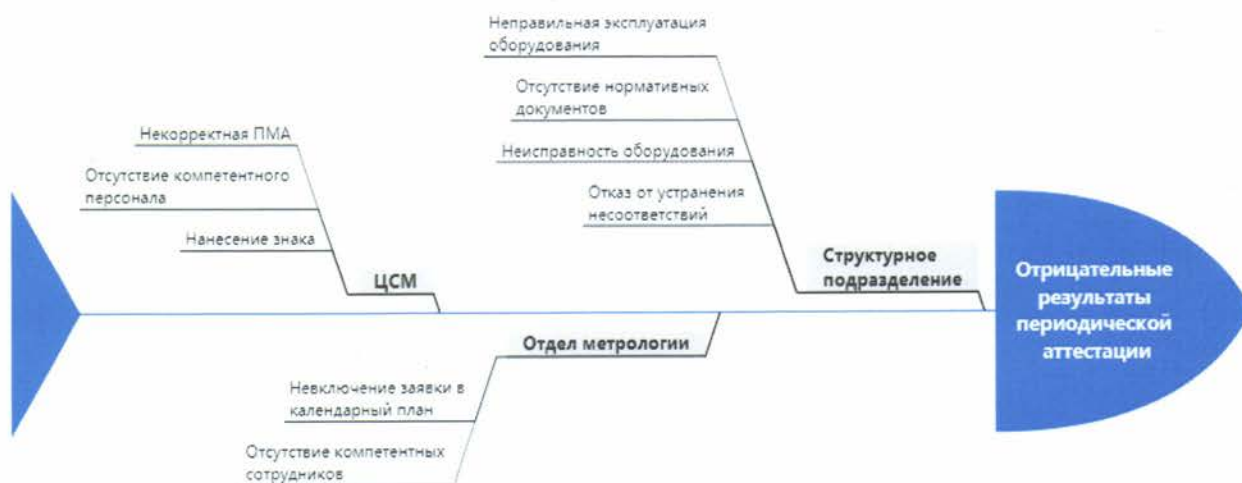 Неправильная эксплуатация
оборудования
Отсутствие нормативных
документов
Неисправность оборудования
Отказ от устранения
несоответствий
Структурное
подразделение
Некорректная ПМА
Отсутствие компетентного
персонала
Нанесение знака
ЦСМ
Отдел метрологии
Невключение заявки в
календарный план
Отсутствие компетентных
сотрудников
Отрицательные
результаты
периодической
аттестации